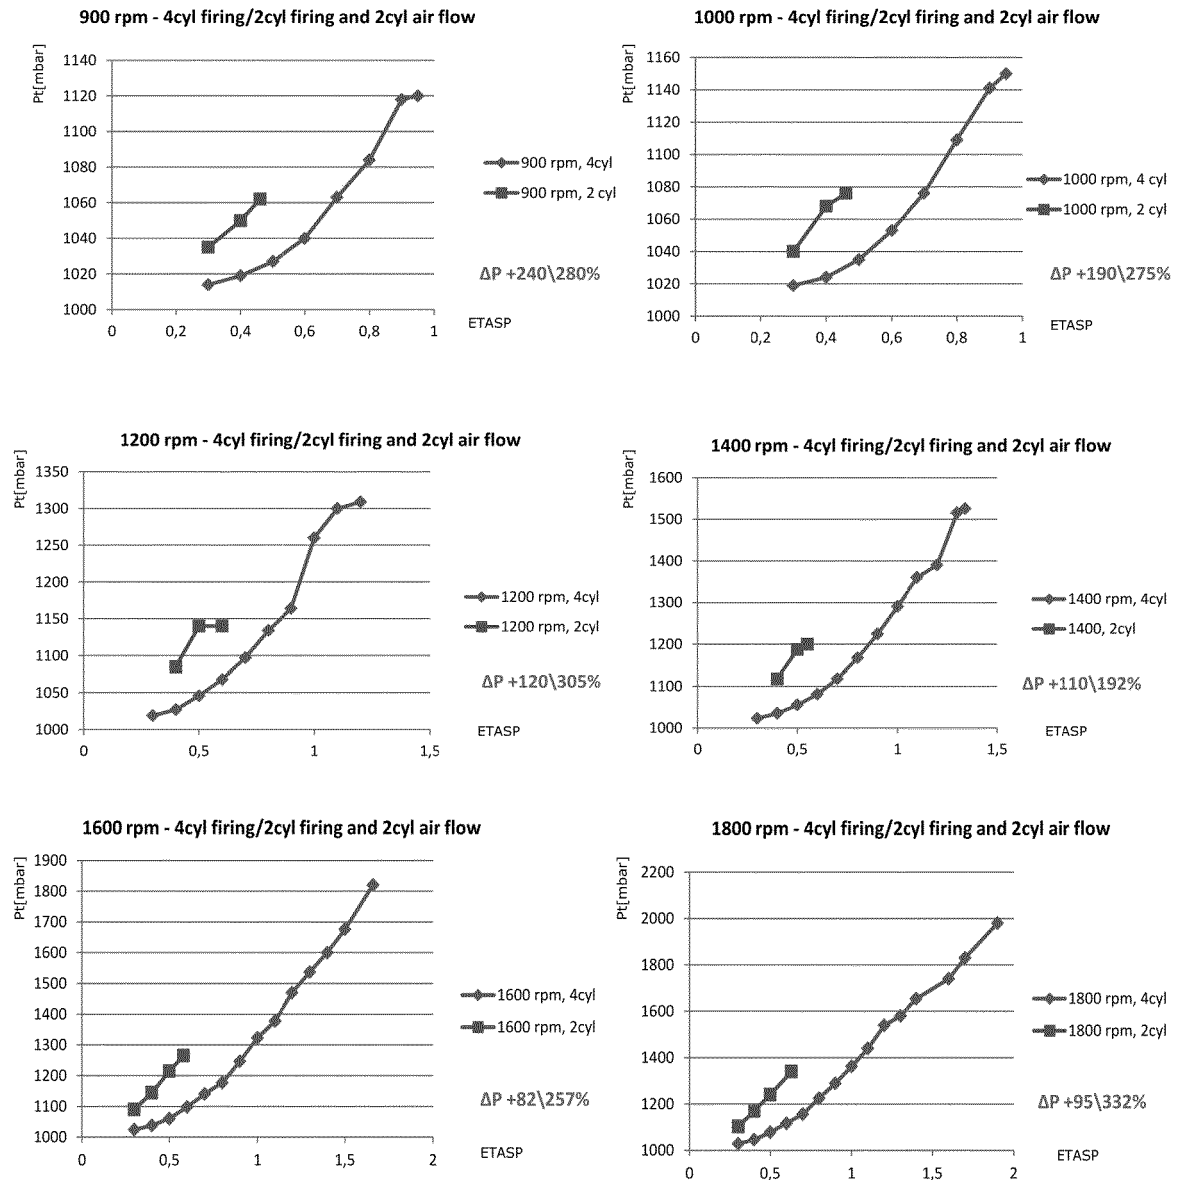 900 rpm - 4cyl firing/2cyl firing and 2cyl air flow
Pt[mbar]
1140
1120
1100
1080
1060
1040
1020
1000
0 0,2 0,4 0,6 0,8 1
900 rpm, 4cyl
900 rpm, 2 cyl
ΔP +240\280%
ETASP
1000 rpm - 4cyl firing/2cyl firing and 2cyl air flow
Pt[mbar]
1160
1140
1120
1100
1080
1060
1040
1020
1000
0 0,2 0,4 0,6 0,8 1
1000 rpm, 4 cyl
1000 rpm, 2 cyl
ΔP +190\275%
ETASP
1200 rpm - 4cyl firing/2cyl firing and 2cyl air flow
Pt[mbar]
1350
1300
1250
1200
1150
1100
1050
1000
0 0,5 1 1,5
1200 rpm, 4cyl
1200 rpm, 2cyl
ΔP +120\305%
ETASP
1400 rpm - 4cyl firing/2cyl firing and 2cyl air flow
Pt[mbar]
1600
1500
1400
1300
1200
1100
1000
0 0,5 1 1,5
1400 rpm, 4cyl
1400, 2cyl
ΔP +110\192%
ETASP
1600 rpm - 4cyl firing/2cyl firing and 2cyl air flow
Pt[mbar]
1900
1800
1700
1600
1500
1400
1300
1200
1100
1000
0 0,5 1 1,5 2
1600 rpm, 4cyl
1600 rpm, 2cyl
ΔP +82\257%
ETASP
1800 rpm - 4cyl firing/2cyl firing and 2cyl air flow
Pt[mbar]
2200
2000
1800
1600
1400
1200
1000
0 0,5 1 1,5 2
1800 rpm, 4cyl
1800 rpm, 2cyl
ΔP +95\332%
ETASP